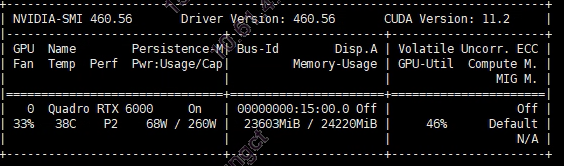 NVIDIA-SMI 460.56 Driver Version: 460.56 CUDA Version: 11.2
GPU Name Persistence-M Bus-Id Disp.A Volatile Uncorr. ECC
Fan Temp Perf Pwr:Usage/Cap Memory-Usage GPU-Util Compute M.
MIG M.
0 Quadro RTX 6000 On 00000000:15:00.0 Off Off
33% 38C P2 68W / 260W 23603MiB / 24220MiB 46% Default
N/A